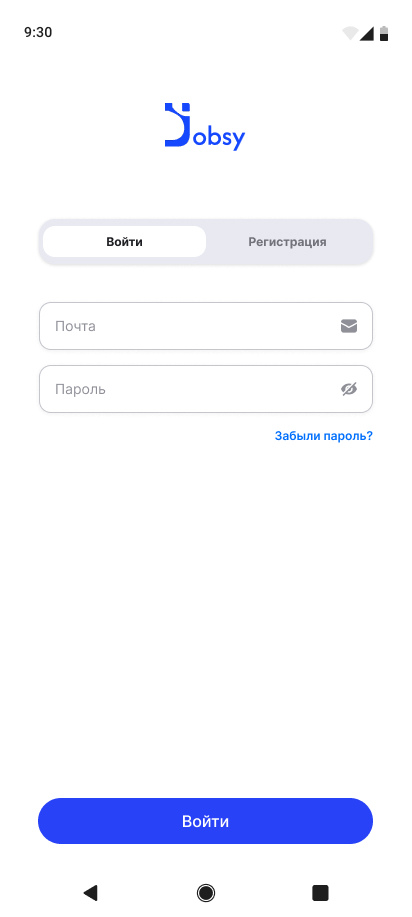 9:30
Jobsy
Войти Регистрация
Почта
Пароль
Забыли пароль?
Войти